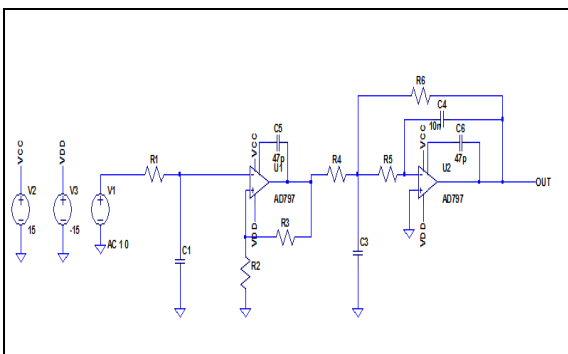 R6
C4
10n
VCC
C6
47p
U2
AD797
VDD
OUT
VCC
C5
47p
U1
AD797
VDD
R1
R4
R5
R3
R2
C1
C3
VCC
V2
15
VDD
V3
-15
V1
AC 1 0